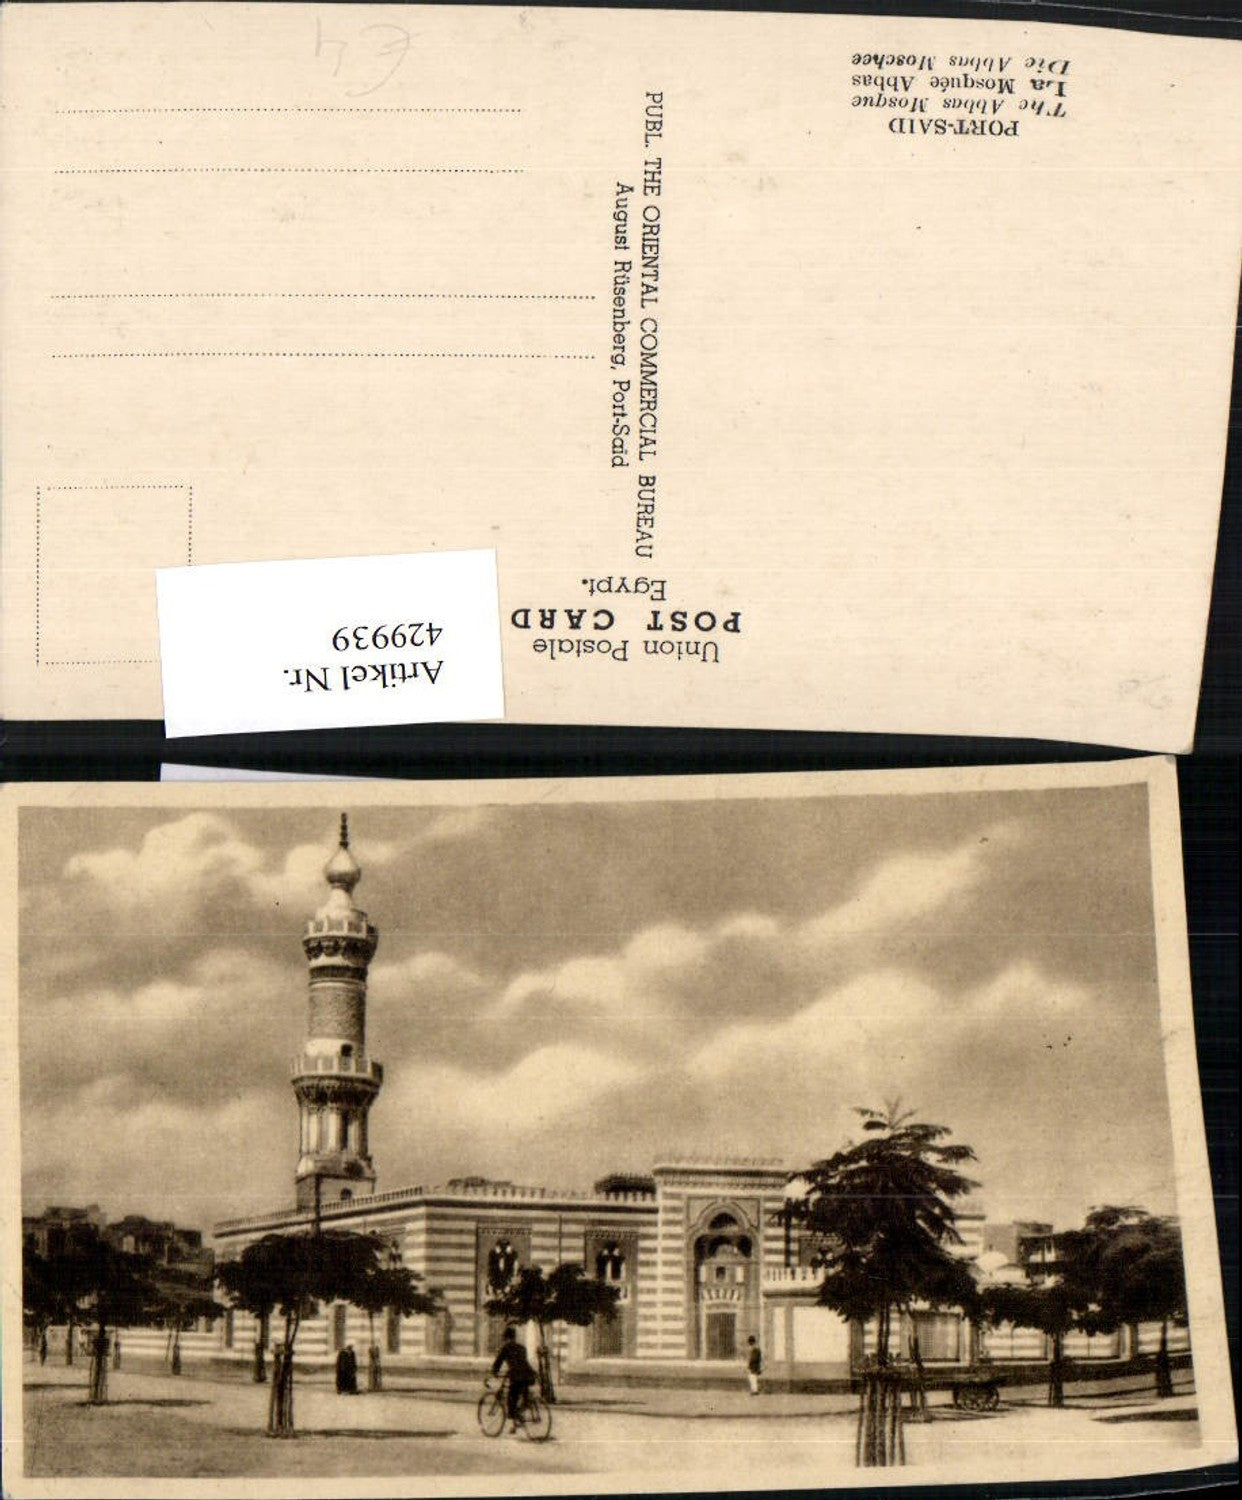 PORT-SAID
The Abbas Mosque
La Mosquée Abbas
Die Abbas Moschee
Union Postale
POST CARD
Egypt.
PUBL. THE ORIENTAL COMMERCIAL BUREAU
August Rüsenberg, Port-Saïd
Artikel Nr.
429939
€4